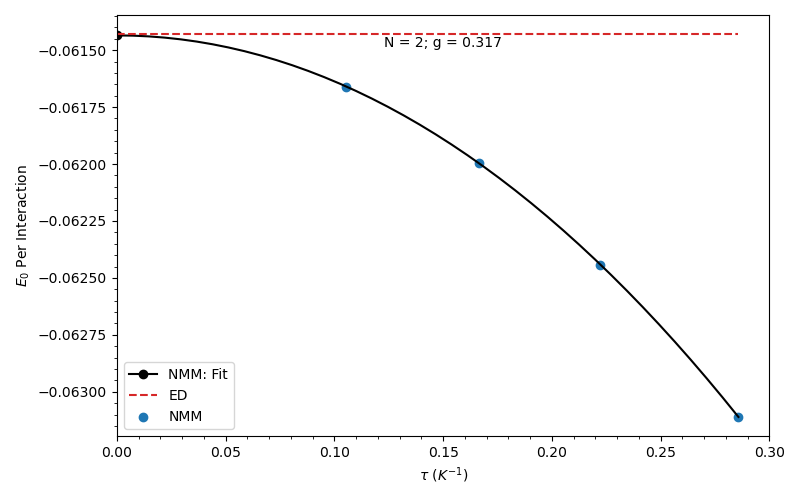 N = 2; g = 0.317
−0.06150
−0.06175
−0.06200
−0.06225
−0.06250
−0.06275
−0.06300
E₀ Per Interaction
NMM: Fit
ED
NMM
0.00 0.05 0.10 0.15 0.20 0.25 0.30
τ (K⁻¹)